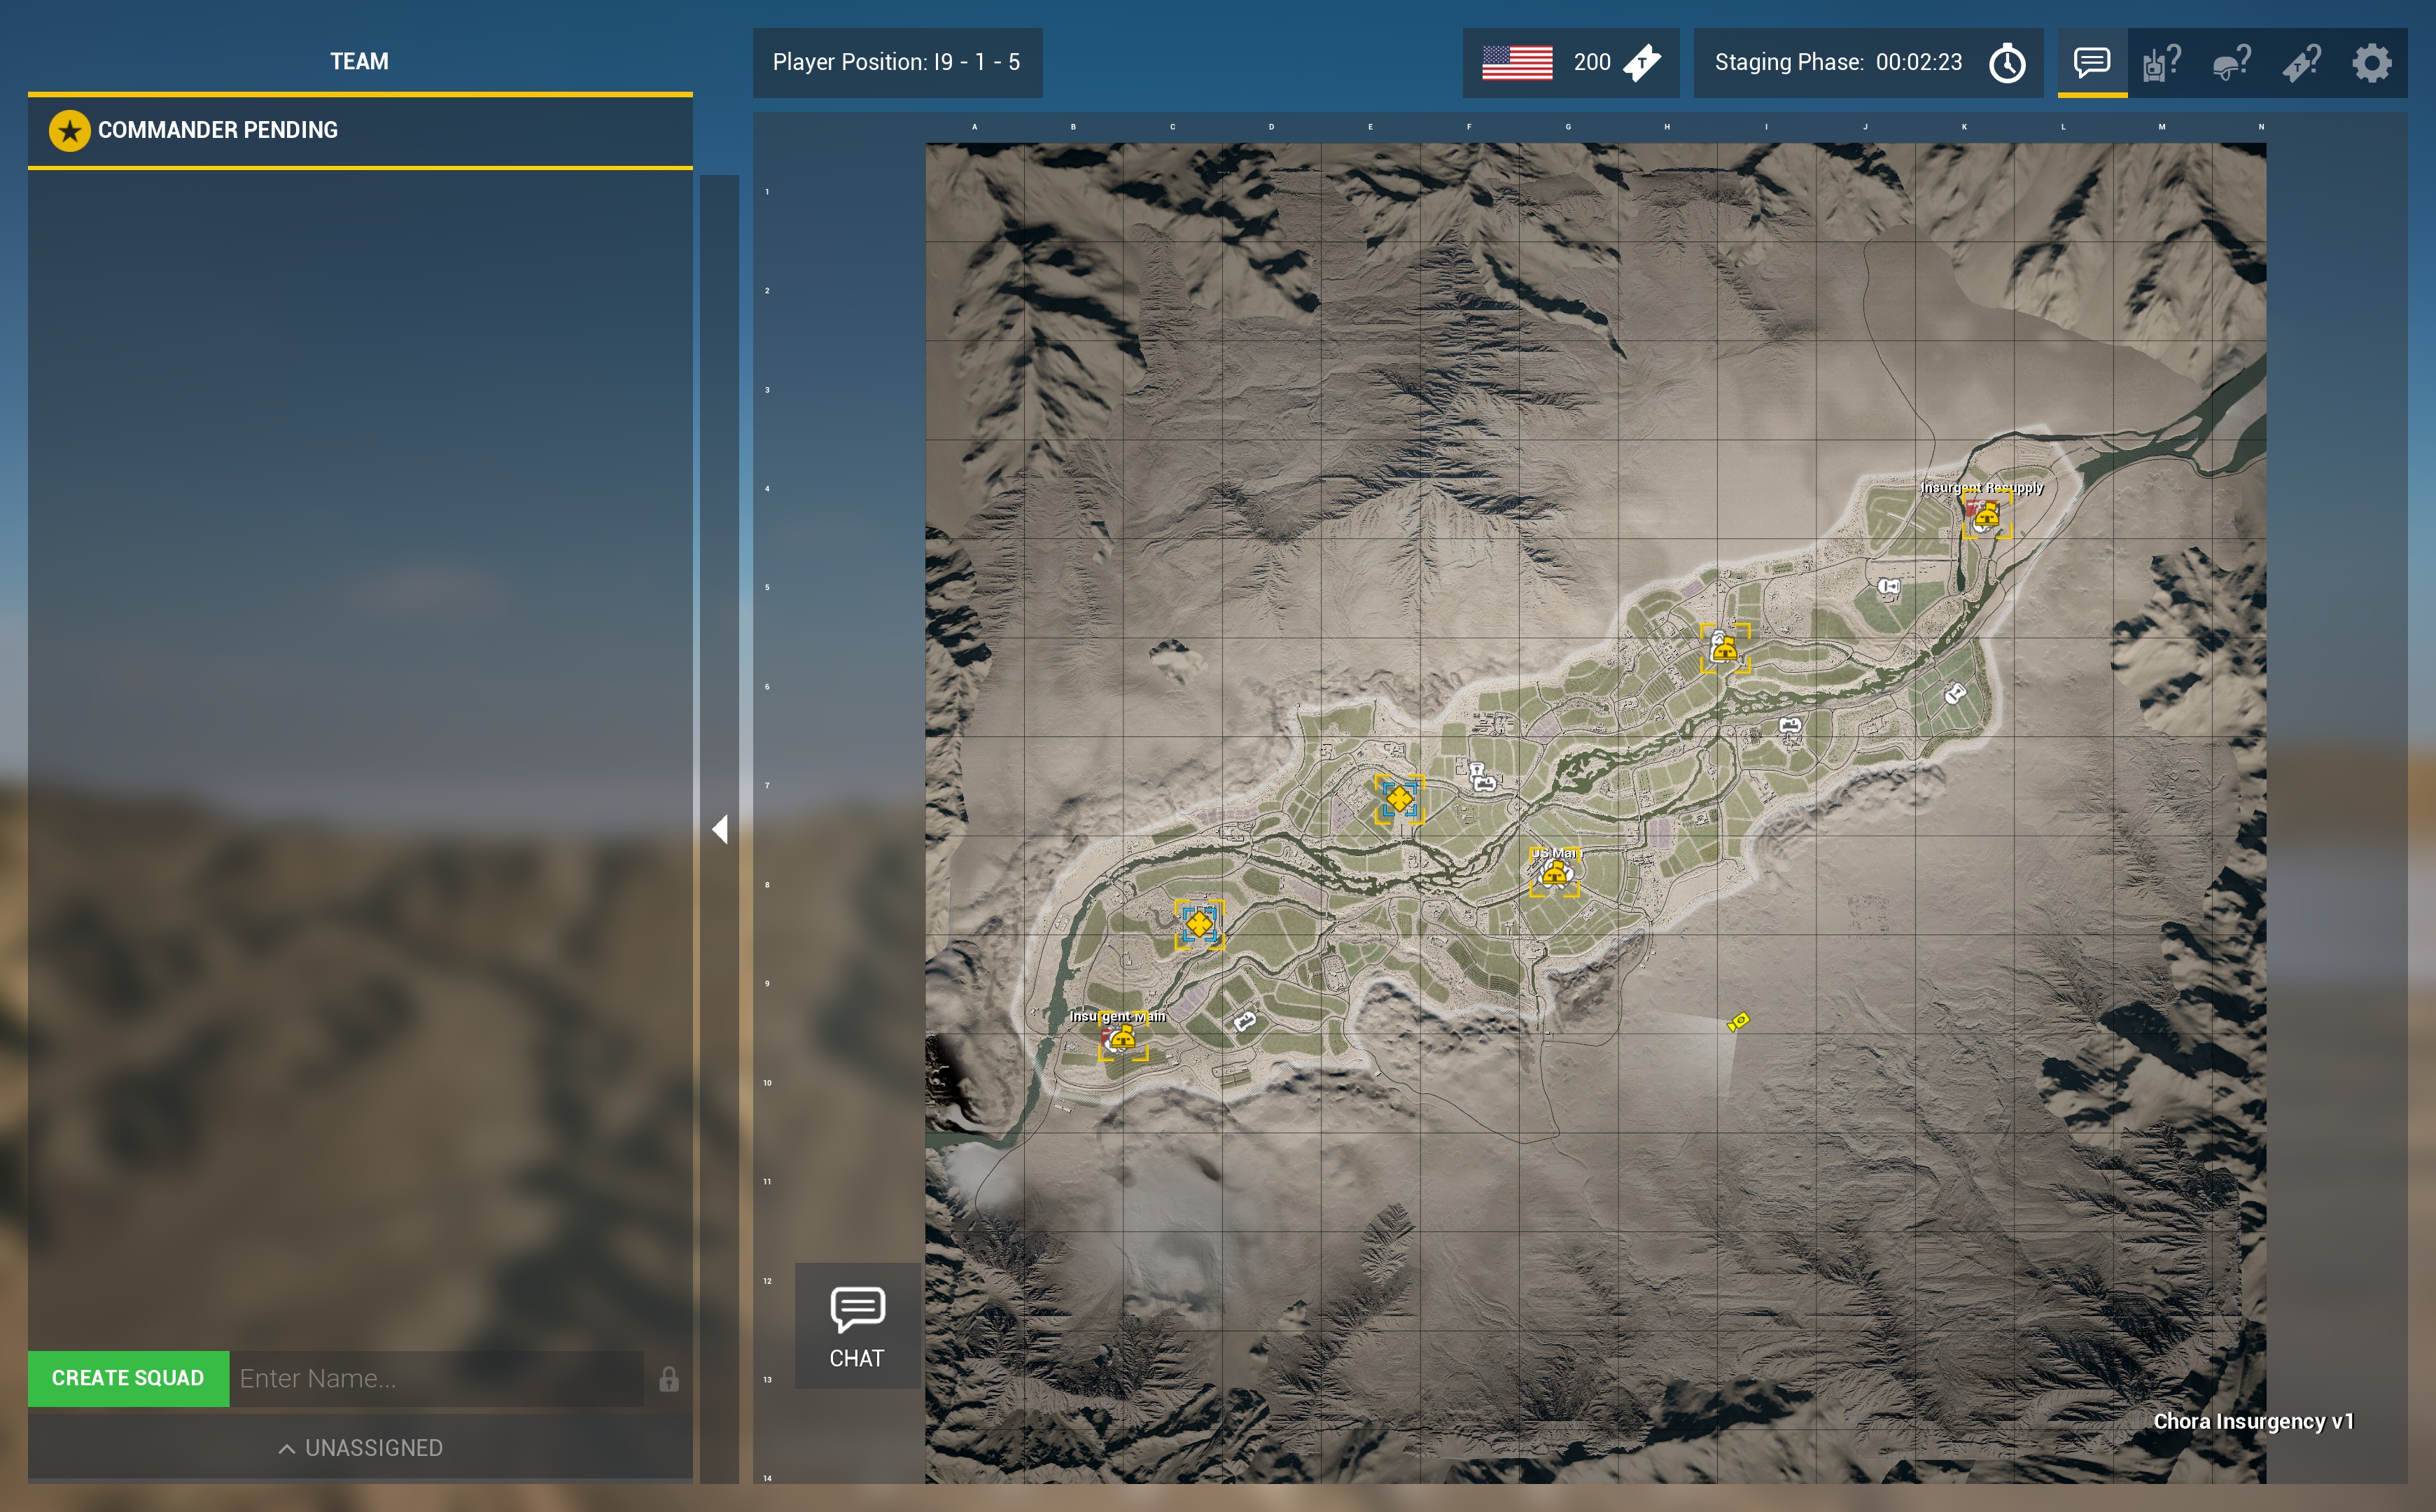 TEAM
COMMANDER PENDING
CREATE SQUAD
Enter Name...
UNASSIGNED
Player Position: I9 - 1 - 5
200
T
Staging Phase: 00:02:23
?
?
T?
A B C D E F G H I J K L M N
1
2
3
4
5
6
7
8
9
10
11
12
13
14
Insurgent Resupply
US Main
Insurgent Main
CHAT
Chora Insurgency v1